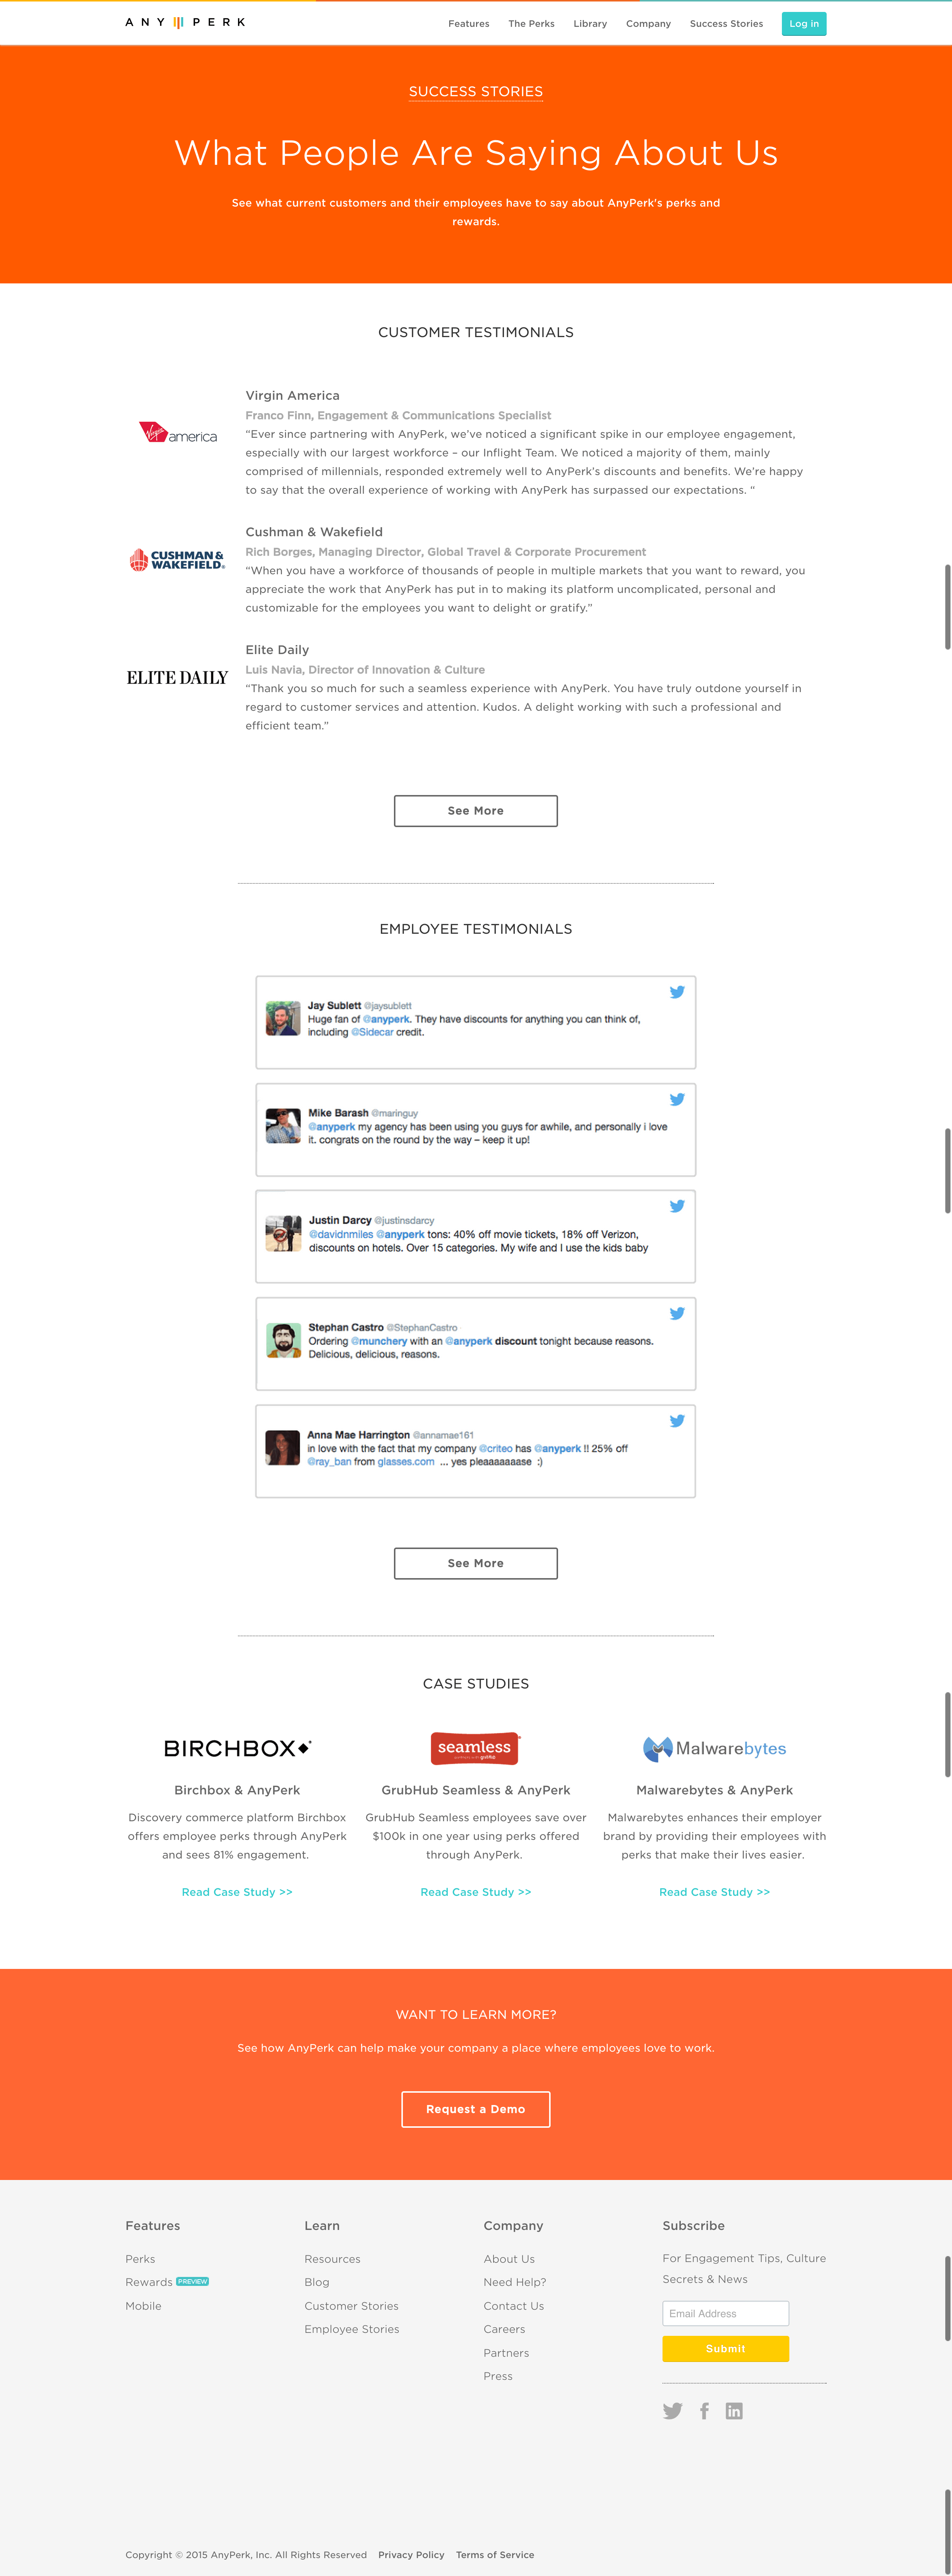 ANY PERK
Features The Perks Library Company Success Stories Log in
SUCCESS STORIES
What People Are Saying About Us
See what current customers and their employees have to say about AnyPerk's perks and
rewards.
CUSTOMER TESTIMONIALS
Virgin America
Franco Finn, Engagement & Communications Specialist
Virgin america
“Ever since partnering with AnyPerk, we’ve noticed a significant spike in our employee engagement,
especially with our largest workforce – our Inflight Team. We noticed a majority of them, mainly
comprised of millennials, responded extremely well to AnyPerk’s discounts and benefits. We’re happy
to say that the overall experience of working with AnyPerk has surpassed our expectations. “
Cushman & Wakefield
CUSHMAN &
WAKEFIELD®
Rich Borges, Managing Director, Global Travel & Corporate Procurement
“When you have a workforce of thousands of people in multiple markets that you want to reward, you
appreciate the work that AnyPerk has put in to making its platform uncomplicated, personal and
customizable for the employees you want to delight or gratify.”
Elite Daily
ELITE DAILY
Luis Navia, Director of Innovation & Culture
“Thank you so much for such a seamless experience with AnyPerk. You have truly outdone yourself in
regard to customer services and attention. Kudos. A delight working with such a professional and
efficient team.”
See More
EMPLOYEE TESTIMONIALS
Jay Sublett @jaysublett
Huge fan of @anyperk. They have discounts for anything you can think of,
including @Sidecar credit.
Mike Barash @maringuy
@anyperk my agency has been using you guys for awhile, and personally i love
it. congrats on the round by the way – keep it up!
Justin Darcy @justinsdarcy
@davidnmiles @anyperk tons: 40% off movie tickets, 18% off Verizon,
discounts on hotels. Over 15 categories. My wife and I use the kids baby
Stephan Castro @StephanCastro
Ordering @munchery with an @anyperk discount tonight because reasons.
Delicious, delicious, reasons.
Anna Mae Harrington @annamae161
in love with the fact that my company @criteo has @anyperk !! 25% off
@ray_ban from glasses.com ... yes pleaaaaaaase :)
See More
CASE STUDIES
BIRCHBOX seamless Malwarebytes
Birchbox & AnyPerk GrubHub Seamless & AnyPerk Malwarebytes & AnyPerk
Discovery commerce platform Birchbox
offers employee perks through AnyPerk
and sees 81% engagement.
GrubHub Seamless employees save over
$100k in one year using perks offered
through AnyPerk.
Malwarebytes enhances their employer
brand by providing their employees with
perks that make their lives easier.
Read Case Study >> Read Case Study >> Read Case Study >>
WANT TO LEARN MORE?
See how AnyPerk can help make your company a place where employees love to work.
Request a Demo
Features
Perks
Rewards PREVIEW
Mobile
Learn
Resources
Blog
Customer Stories
Employee Stories
Company
About Us
Need Help?
Contact Us
Careers
Partners
Press
Subscribe
For Engagement Tips, Culture
Secrets & News
Email Address
Submit
Copyright © 2015 AnyPerk, Inc. All Rights Reserved Privacy Policy Terms of Service